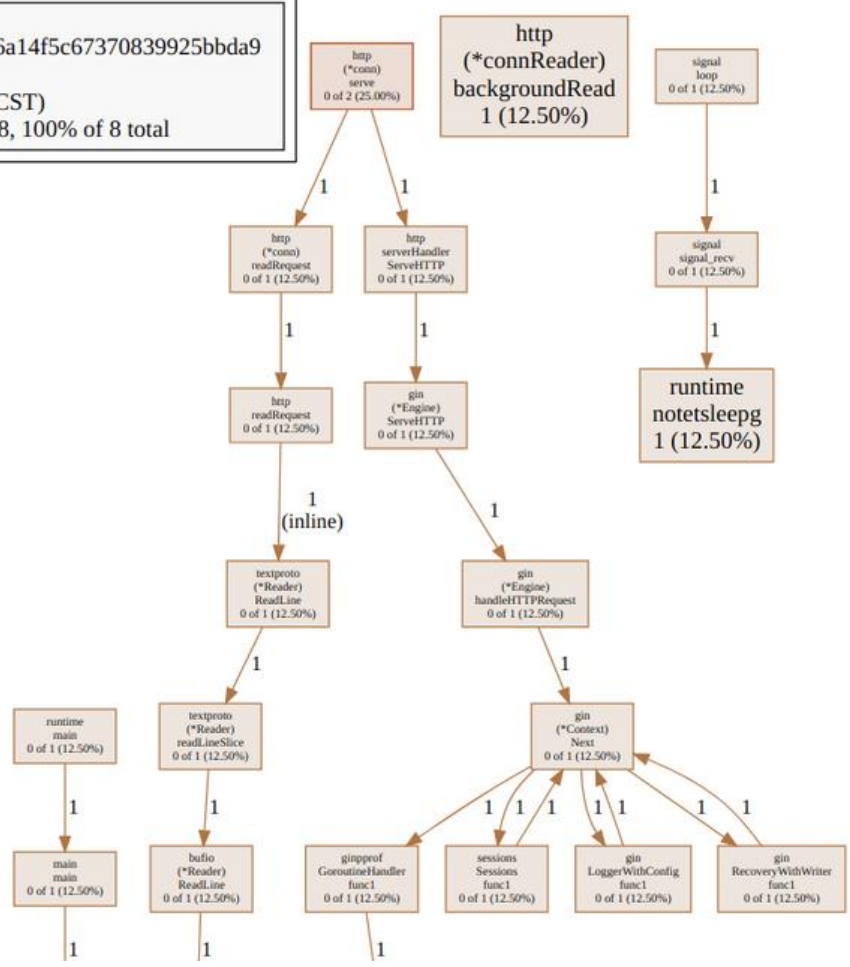 6a14f5c67370839925bbda9
CST)
8, 100% of 8 total
http
(*conn)
serve
0 of 2 (25.00%)
http
(*connReader)
backgroundRead
1 (12.50%)
signal
loop
0 of 1 (12.50%)
1
1
1
http
(*conn)
readRequest
0 of 1 (12.50%)
http
serverHandler
ServeHTTP
0 of 1 (12.50%)
signal
signal_recv
0 of 1 (12.50%)
1
1
1
http
readRequest
0 of 1 (12.50%)
gin
(*Engine)
ServeHTTP
0 of 1 (12.50%)
runtime
notetsleepg
1 (12.50%)
1
(inline)
1
textproto
(*Reader)
ReadLine
0 of 1 (12.50%)
gin
(*Engine)
handleHTTPRequest
0 of 1 (12.50%)
1
1
runtime
main
0 of 1 (12.50%)
textproto
(*Reader)
readLineSlice
0 of 1 (12.50%)
gin
(*Context)
Next
0 of 1 (12.50%)
1
1
1
1
1
1
1
1
1
main
main
0 of 1 (12.50%)
bufio
(*Reader)
ReadLine
0 of 1 (12.50%)
ginpprof
GoroutineHandler
func1
0 of 1 (12.50%)
sessions
Sessions
func1
0 of 1 (12.50%)
gin
LoggerWithConfig
func1
0 of 1 (12.50%)
gin
RecoveryWithWriter
func1
0 of 1 (12.50%)
1
1
1